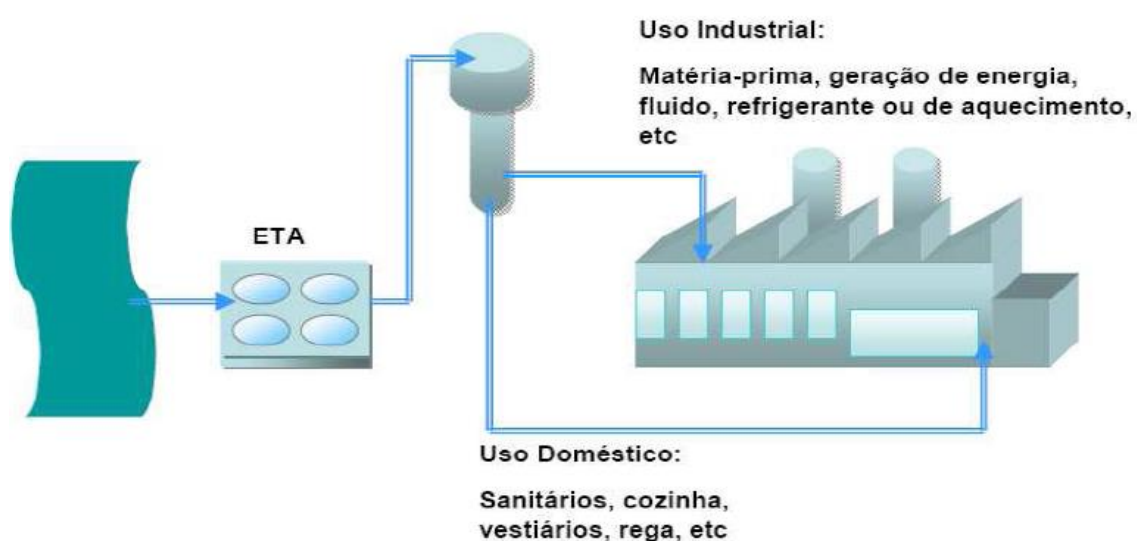 Uso Industrial:
Matéria-prima, geração de energia,
fluido, refrigerante ou de aquecimento,
etc
ETA
Uso Doméstico:
Sanitários, cozinha,
vestiários, rega, etc